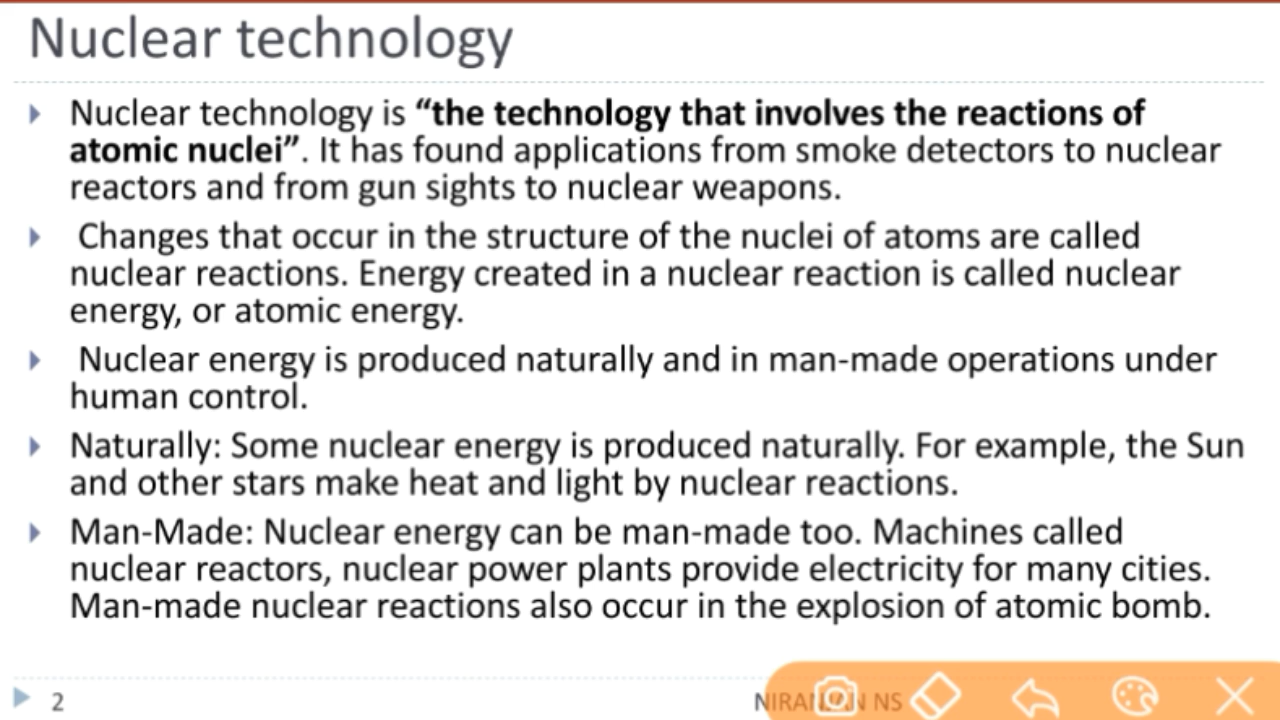 Nuclear technology
Nuclear technology is “the technology that involves the reactions of
atomic nuclei”. It has found applications from smoke detectors to nuclear
reactors and from gun sights to nuclear weapons.
Changes that occur in the structure of the nuclei of atoms are called
nuclear reactions. Energy created in a nuclear reaction is called nuclear
energy, or atomic energy.
Nuclear energy is produced naturally and in man-made operations under
human control.
Naturally: Some nuclear energy is produced naturally. For example, the Sun
and other stars make heat and light by nuclear reactions.
Man-Made: Nuclear energy can be man-made too. Machines called
nuclear reactors, nuclear power plants provide electricity for many cities.
Man-made nuclear reactions also occur in the explosion of atomic bomb.
2
NS